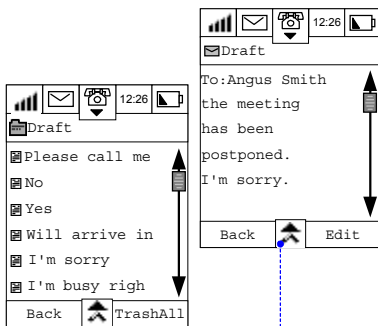 12:26
Draft
Please call me
No
Yes
Will arrive in
I'm sorry
I'm busy righ
Back TrashAll
12:26
Draft
To:Angus Smith
the meeting
has been
postponed.
I'm sorry.
Back Edit